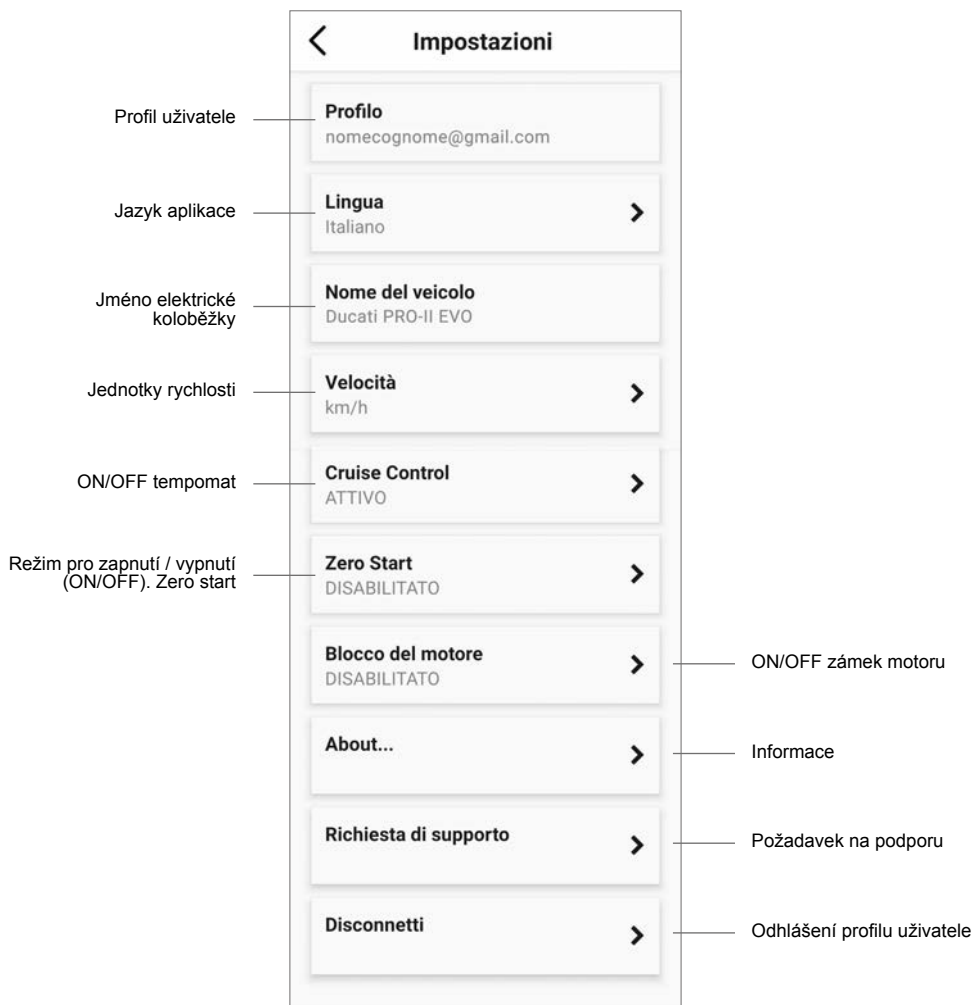 Impostazioni
Profil uživatele
Profilo
nomecognome@gmail.com
Jazyk aplikace
Lingua
Italiano
Jméno elektrické
koloběžky
Nome del veicolo
Ducati PRO-II EVO
Jednotky rychlosti
Velocità
km/h
ON/OFF tempomat
Cruise Control
ATTIVO
Režim pro zapnutí / vypnutí
(ON/OFF). Zero start
Zero Start
DISABILITATO
Blocco del motore
DISABILITATO
ON/OFF zámek motoru
About...
Informace
Richiesta di supporto
Požadavek na podporu
Disconnetti
Odhlášení profilu uživatele